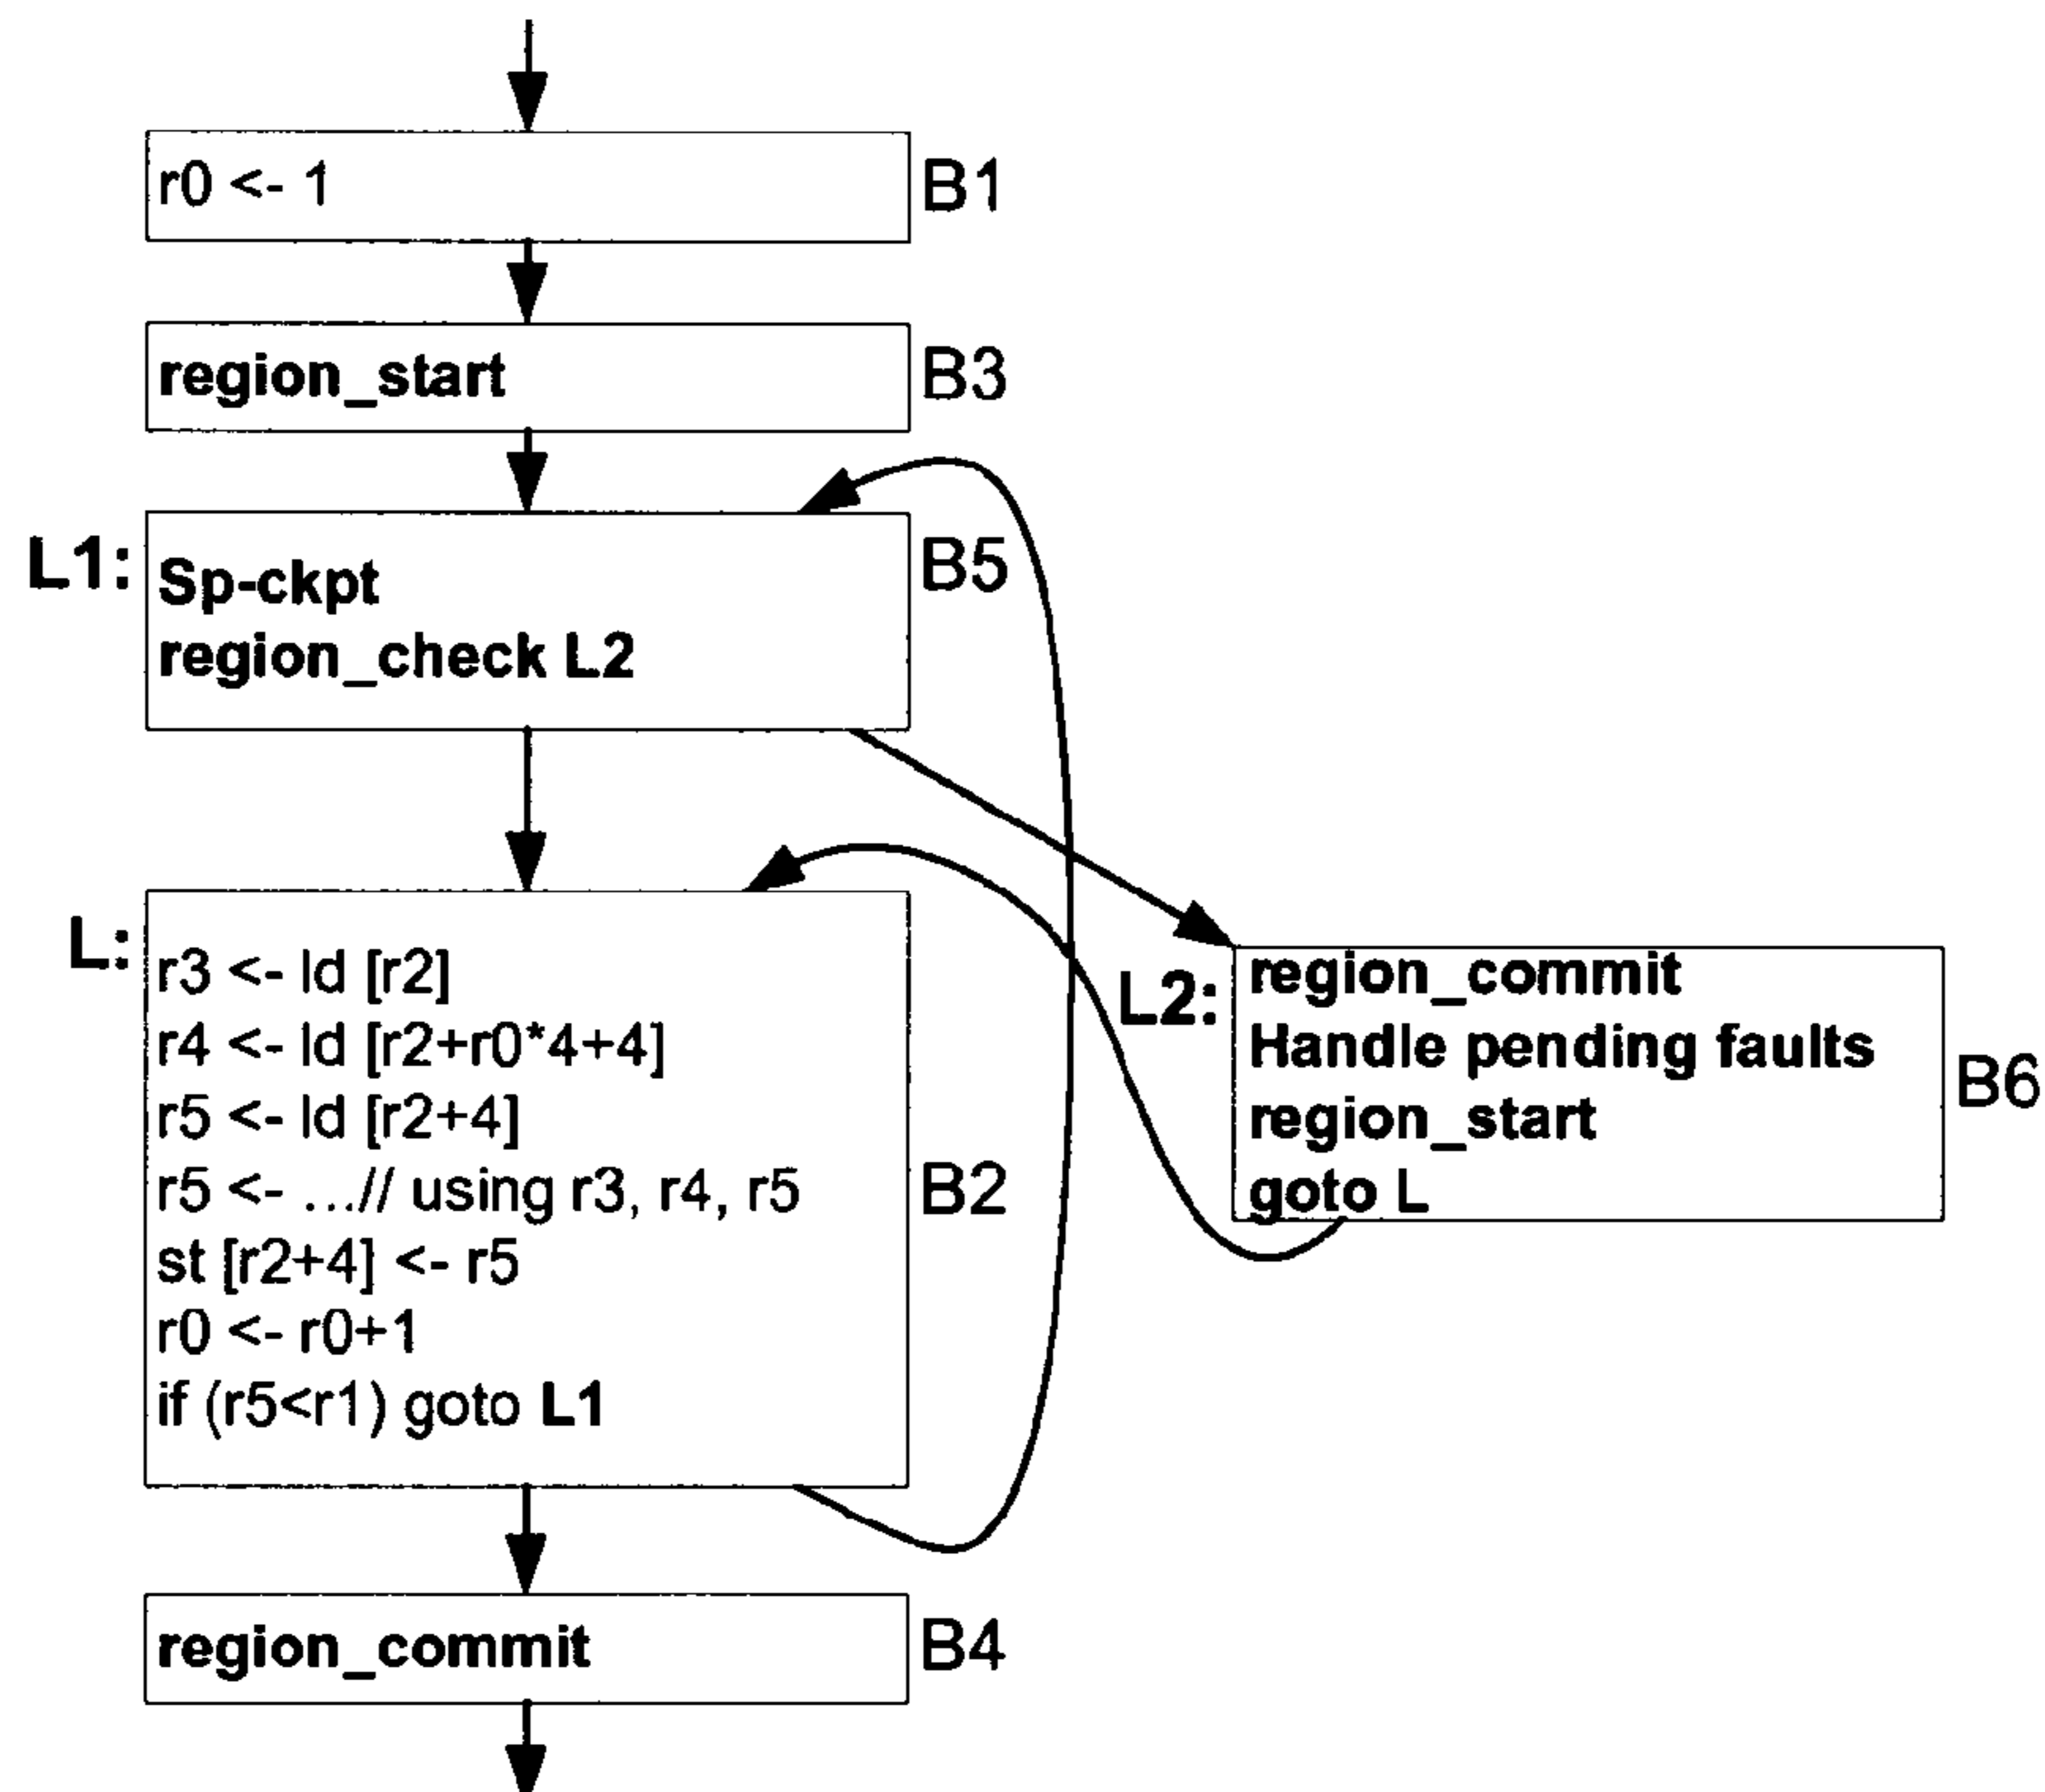 r0 <- 1
B1
region_start
B3
L1:
Sp-ckpt
region_check L2
B5
L:
r3 <- ld [r2]
r4 <- ld [r2+r0*4+4]
r5 <- ld [r2+4]
r5 <- ...// using r3, r4, r5
st [r2+4] <- r5
r0 <- r0+1
if (r5<r1) goto L1
B2
L2:
region_commit
Handle pending faults
region_start
goto L
B6
region_commit
B4